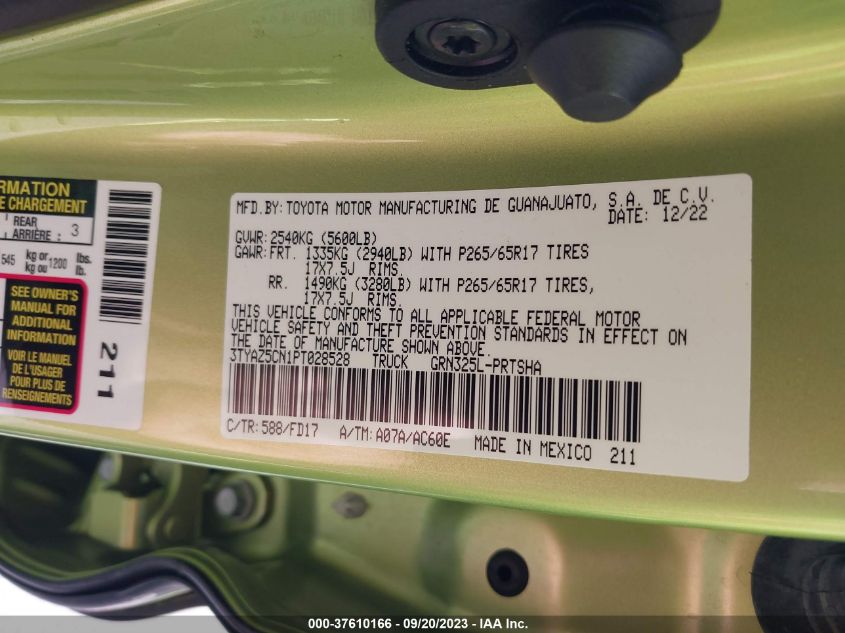 RMATION
E CHARGEMENT
REAR
ARRIÈRE : 3
545 kg or 1200 lbs.
kg ou lb.
SEE OWNER'S
MANUAL FOR
ADDITIONAL
INFORMATION
VOIR LE MANUEL
DE L'USAGER
POUR PLUS DE
RENSEIGNEMENTS
211
MFD.BY: TOYOTA MOTOR MANUFACTURING DE GUANAJUATO, S.A. DE C.V.
DATE: 12/22
GVWR: 2540KG (5600LB)
GAWR: FRT. 1335KG (2940LB) WITH P265/65R17 TIRES
17X7.5J RIMS.
RR. 1490KG (3280LB) WITH P265/65R17 TIRES,
17X7.5J RIMS.
THIS VEHICLE CONFORMS TO ALL APPLICABLE FEDERAL MOTOR
VEHICLE SAFETY AND THEFT PREVENTION STANDARDS IN EFFECT ON
THE DATE OF MANUFACTURE SHOWN ABOVE.
3TYAZ5CN1PT028528 TRUCK GRN325L-PRTSHA
C/TR: 588/FD17 A/TM: A07A/AC60E MADE IN MEXICO 211
000-37610166 - 09/20/2023 - IAA Inc.